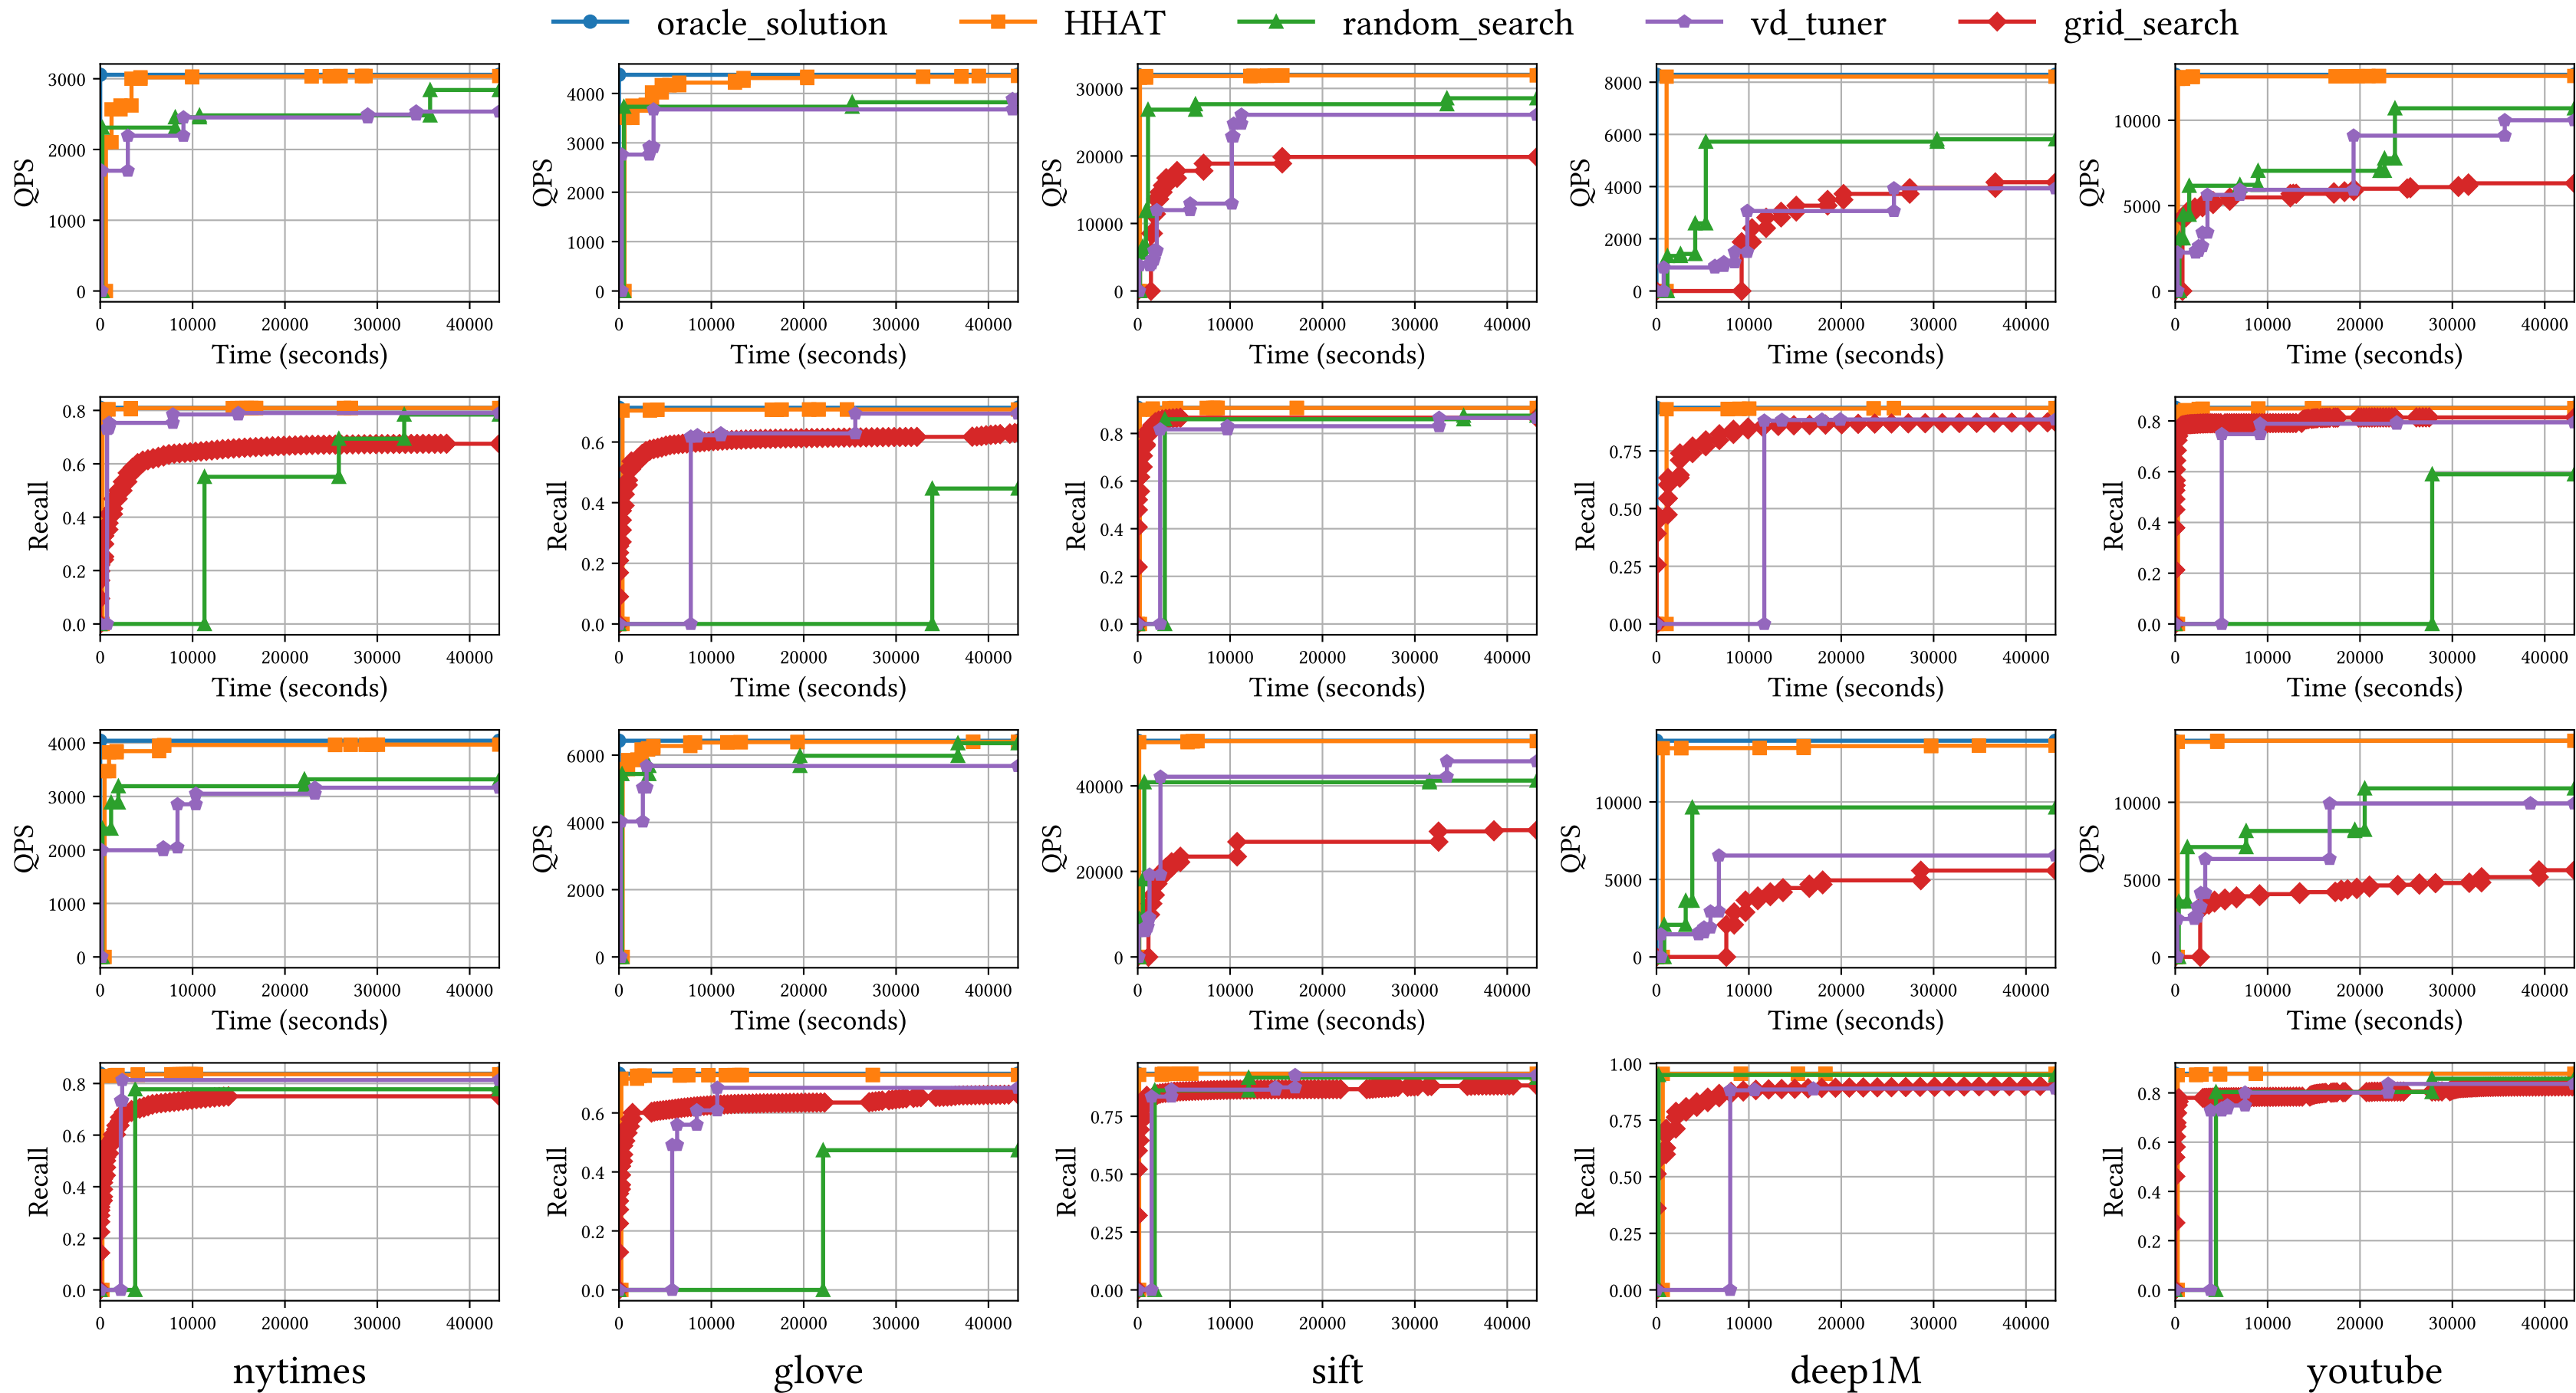 oracle_solution HHAT random_search vd_tuner grid_search
3000 4000 30000 8000 10000
2000 3000 20000 6000 5000
1000 2000 10000 4000 0
0 1000 0 2000
0 0
QPS QPS QPS QPS QPS
0 10000 20000 30000 40000 0 10000 20000 30000 40000 0 10000 20000 30000 40000 0 10000 20000 30000 40000 0 10000 20000 30000 40000
Time (seconds) Time (seconds) Time (seconds) Time (seconds) Time (seconds)
0.8 0.6 0.8 0.75 0.8
0.6 0.4 0.6 0.50 0.6
0.4 0.2 0.4 0.25 0.4
0.2 0.0 0.2 0.00 0.2
0.0 0.0 0.0
Recall Recall Recall Recall Recall
0 10000 20000 30000 40000 0 10000 20000 30000 40000 0 10000 20000 30000 40000 0 10000 20000 30000 40000 0 10000 20000 30000 40000
Time (seconds) Time (seconds) Time (seconds) Time (seconds) Time (seconds)
4000 6000 40000 10000 10000
3000 4000 20000 5000 5000
2000 2000 0 0 0
1000 0
0
QPS QPS QPS QPS QPS
0 10000 20000 30000 40000 0 10000 20000 30000 40000 0 10000 20000 30000 40000 0 10000 20000 30000 40000 0 10000 20000 30000 40000
Time (seconds) Time (seconds) Time (seconds) Time (seconds) Time (seconds)
0.8 0.6 0.75 1.00 0.8
0.6 0.4 0.50 0.75 0.6
0.4 0.2 0.25 0.50 0.4
0.2 0.0 0.00 0.25 0.2
0.0 0.00 0.0
Recall Recall Recall Recall Recall
0 10000 20000 30000 40000 0 10000 20000 30000 40000 0 10000 20000 30000 40000 0 10000 20000 30000 40000 0 10000 20000 30000 40000
nytimes glove sift deep1M youtube